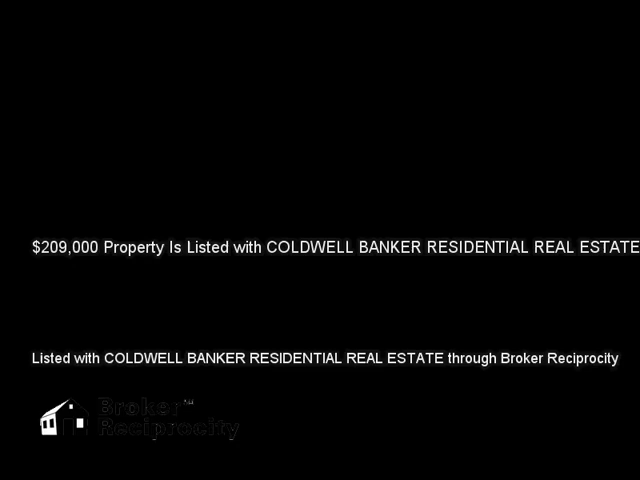 $209,000 Property Is Listed with COLDWELL BANKER RESIDENTIAL REAL ESTATE
Listed with COLDWELL BANKER RESIDENTIAL REAL ESTATE through Broker Reciprocity
Broker™
Reciprocity